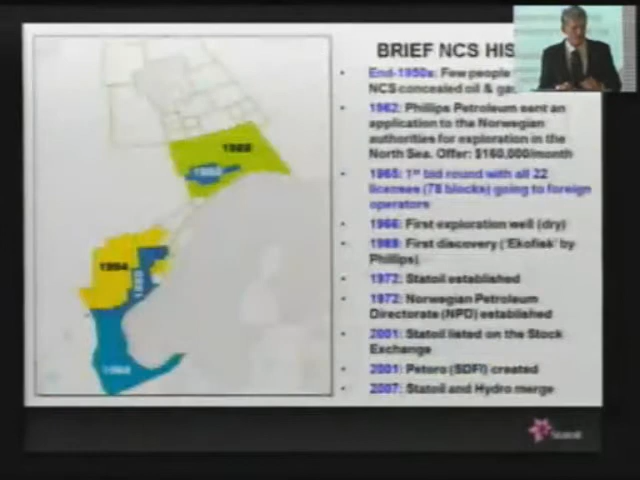 BRIEF NCS HIS
End-1950s: Few people
NCS concealed oil & ga
1962: Phillips Petroleum sent an
application to the Norwegian
authorities for exploration in the
North Sea. Offer: $160,000/month
1965: 1st bid round with all 22
licenses (78 blocks) going to foreign
operators
1966: First exploration well (dry)
1969: First discovery ('Ekofisk' by
Phillips)
1972: Statoil established
1972: Norwegian Petroleum
Directorate (NPD) established
2001: Statoil listed on the Stock
Exchange
2001: Petoro (SDFI) created
2007: Statoil and Hydro merge
1994
Statoil